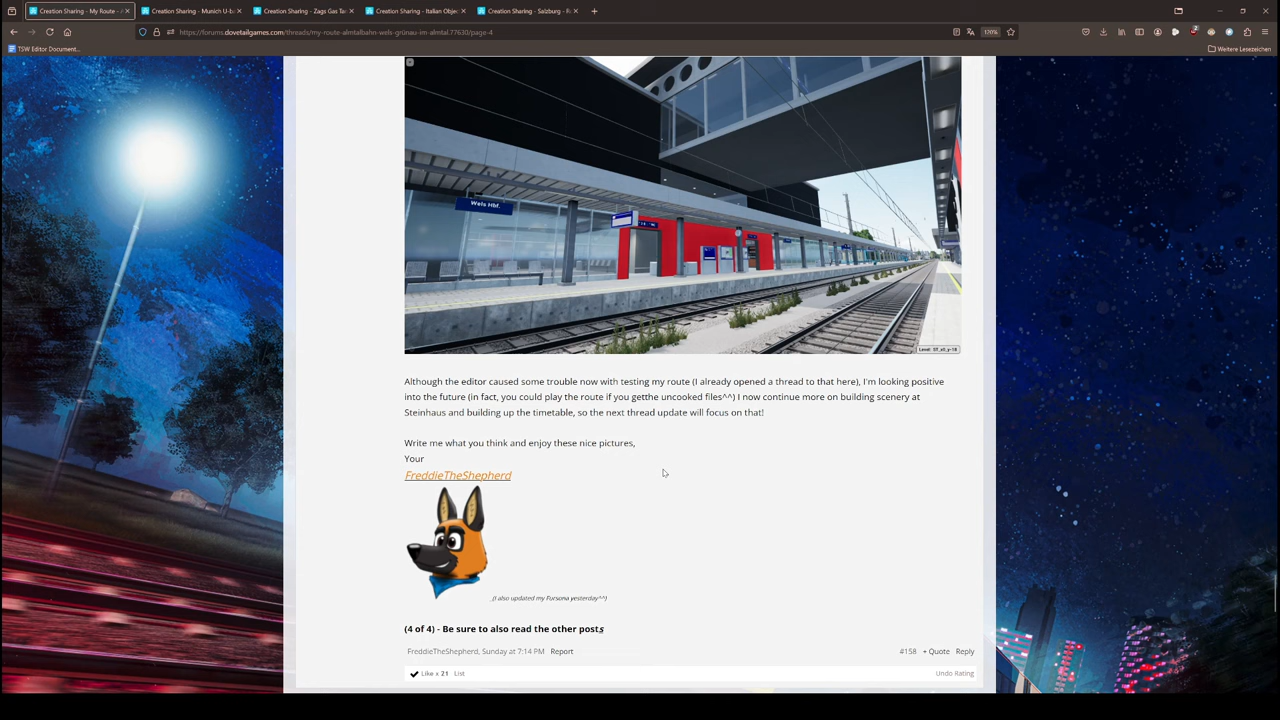 Creation Sharing - My Route - A
Creation Sharing - Munich U-b
Creation Sharing - Zags Gas Ta
Creation Sharing - Italian Obje
Creation Sharing - Salzburg - F
https://forums.dovetailgames.com/threads/my-route-almtalbahn-wels-grünau-im-almtal.77630/page-4
170%
TSW Editor Document...
Weitere Lesezeichen
Wels Hbf.
Although the editor caused some trouble now with testing my route (I already opened a thread to that here), I'm looking positive
into the future (in fact, you could play the route if you getthe uncooked files^^) I now continue more on building scenery at
Steinhaus and building up the timetable, so the next thread update will focus on that!
Write me what you think and enjoy these nice pictures,
Your
FreddieTheShepherd
(I also updated my Fursona yesterday^^)
(4 of 4) - Be sure to also read the other posts
FreddieTheShepherd, Sunday at 7:14 PM Report
#158 + Quote Reply
Like x 21 List
Undo Rating